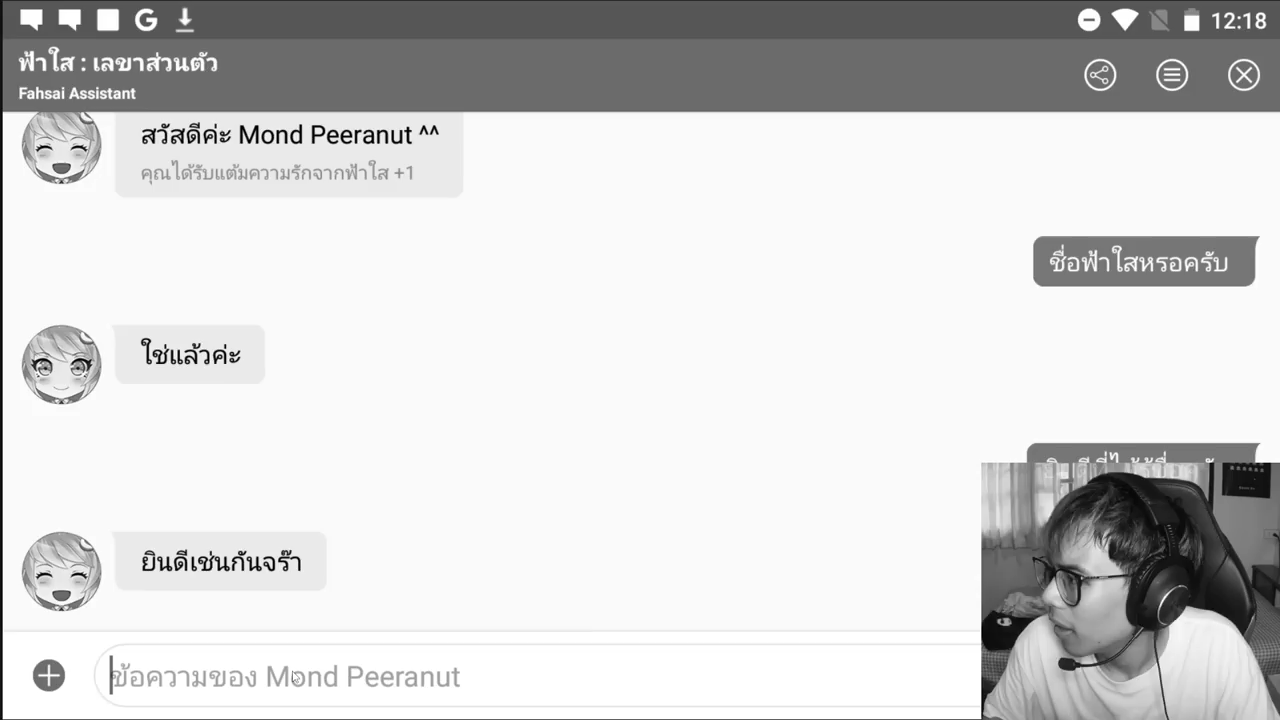 12:18
ฟ้าใส : เลขาส่วนตัว
Fahsai Assistant
สวัสดีค่ะ Mond Peeranut ^^
คุณได้รับแต้มความรักจากฟ้าใส +1
ชื่อฟ้าใสหรอครับ
ใช่แล้วค่ะ
ยินดีเช่นกันจร๊า
ข้อความของ Mond Peeranut